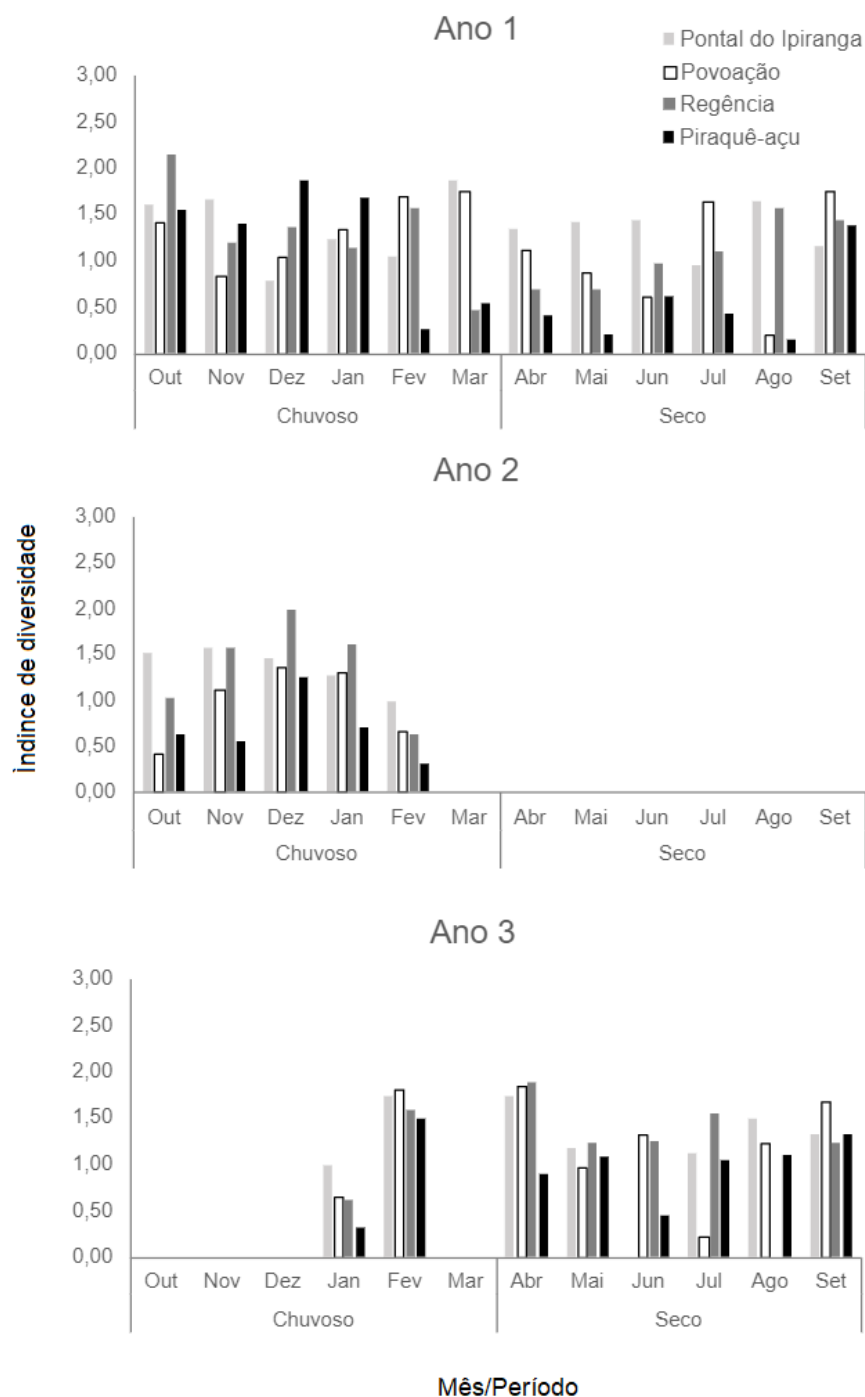 Ano 1
Pontal do Ipiranga
Povoação
Regência
Piraquê-açu
3,00
2,50
2,00
1,50
1,00
0,50
0,00
Out Nov Dez Jan Fev Mar Abr Mai Jun Jul Ago Set
Chuvoso Seco
Ano 2
Índince de diversidade
3,00
2,50
2,00
1,50
1,00
0,50
0,00
Out Nov Dez Jan Fev Mar Abr Mai Jun Jul Ago Set
Chuvoso Seco
Ano 3
3,00
2,50
2,00
1,50
1,00
0,50
0,00
Out Nov Dez Jan Fev Mar Abr Mai Jun Jul Ago Set
Chuvoso Seco
Mês/Período